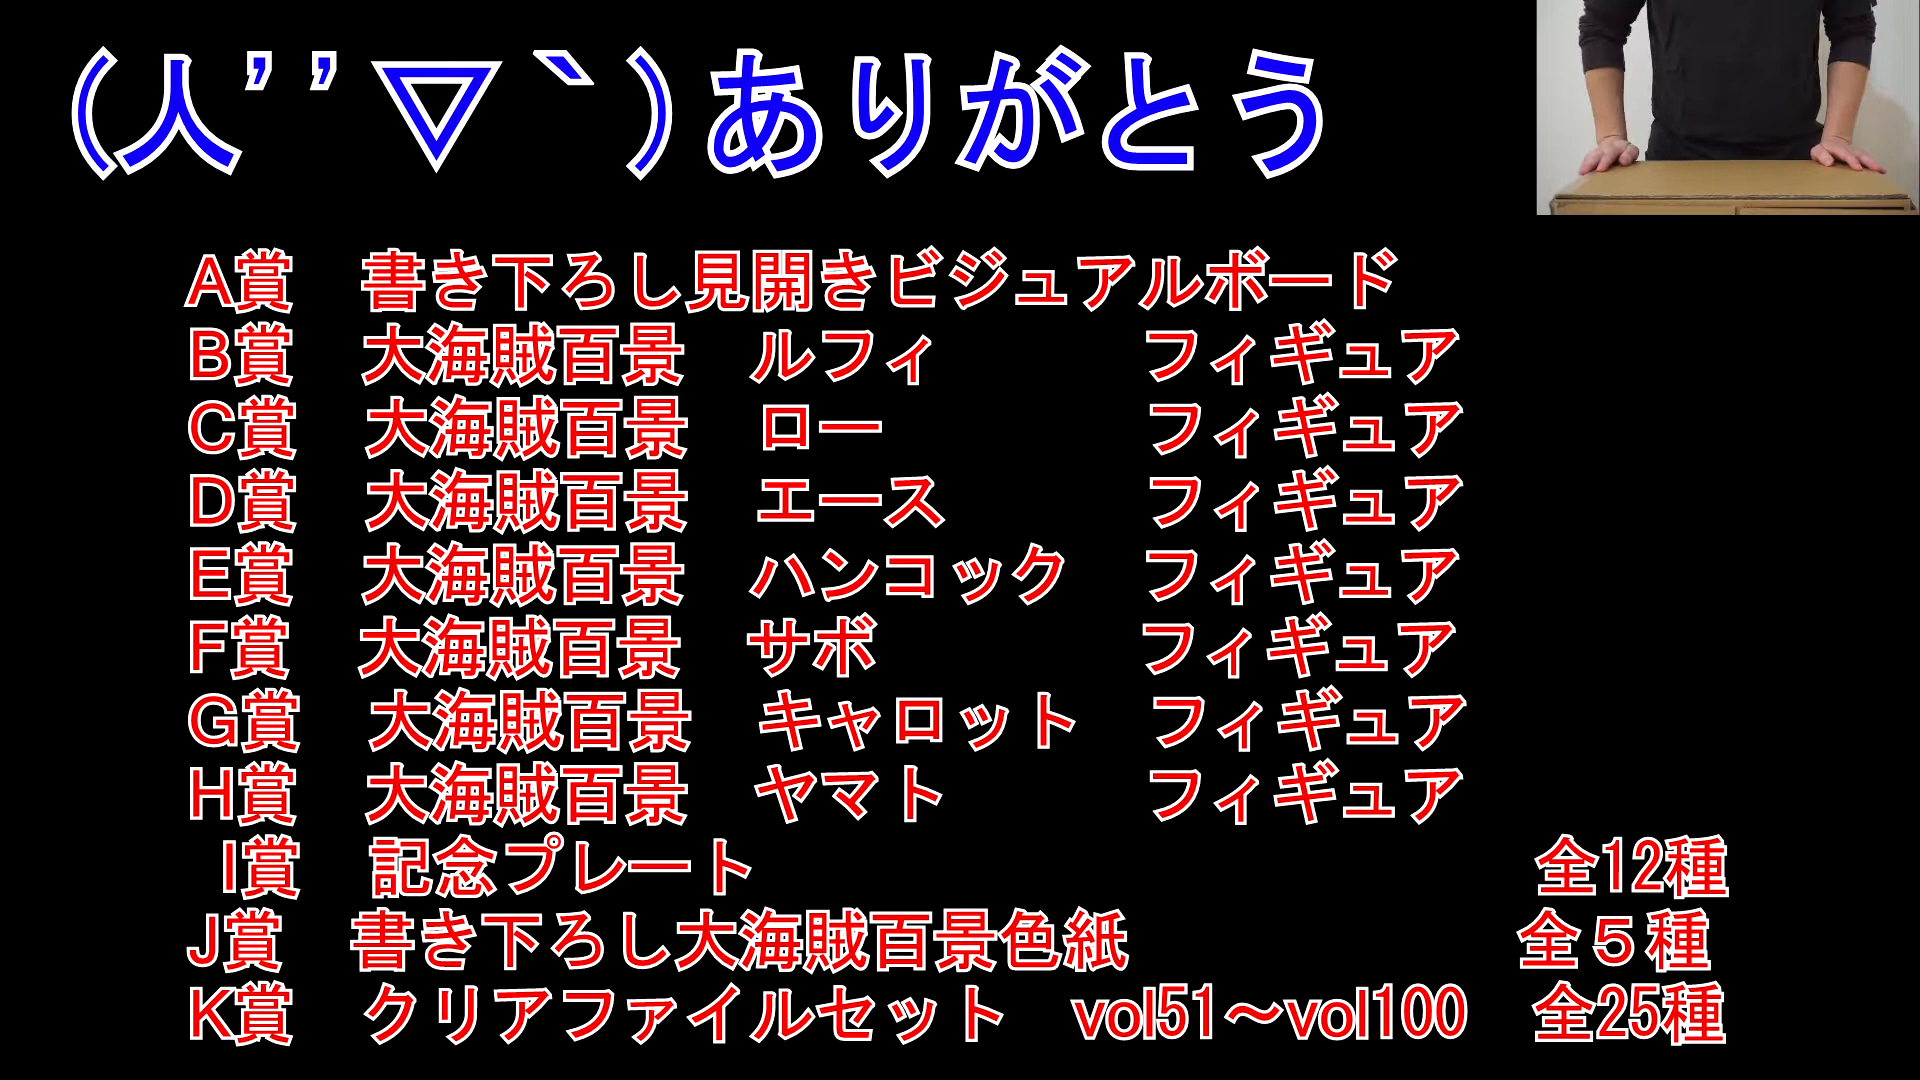 (人’’▽｀)ありがとう
A賞　書き下ろし見開きビジュアルボード
B賞　大海賊百景　ルフィ　フィギュア
C賞　大海賊百景　ロー　フィギュア
D賞　大海賊百景　エース　フィギュア
E賞　大海賊百景　ハンコック　フィギュア
F賞　大海賊百景　サボ　フィギュア
G賞　大海賊百景　キャロット　フィギュア
H賞　大海賊百景　ヤマト　フィギュア
I賞　記念プレート　全12種
J賞　書き下ろし大海賊百景色紙　全５種
K賞　クリアファイルセット　vol51～vol100　全25種